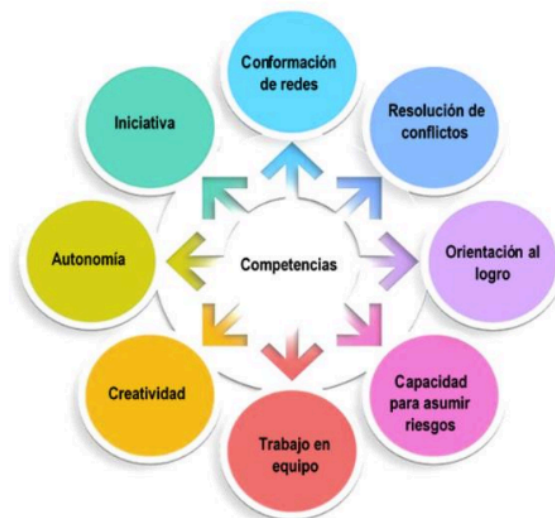 Conformación
de redes
Resolución de
conflictos
Orientación al
logro
Capacidad
para asumir
riesgos
Trabajo en
equipo
Creatividad
Autonomía
Iniciativa
Competencias